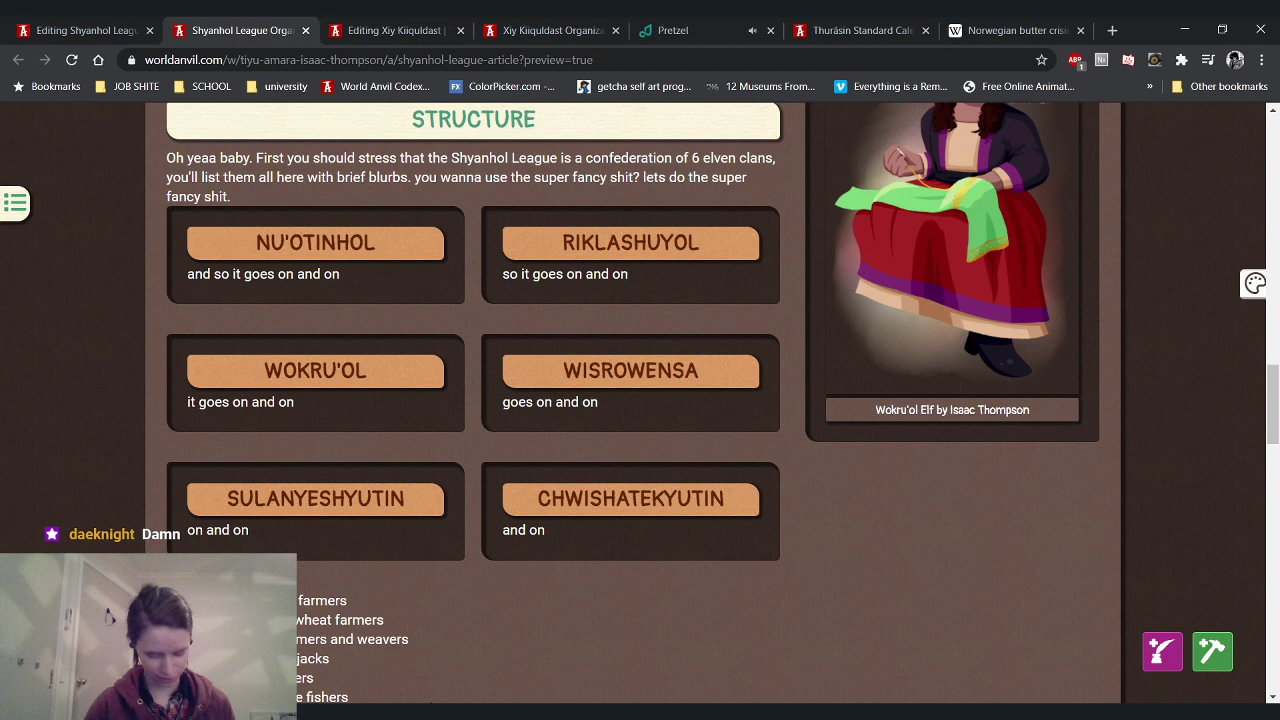 Editing Shyanhol Leagu
Shyanhol League Orga
Editing Xiy Kiiquldast |
Xiy Kiiquldast Organiza
Pretzel
Thurásin Standard Cale
Norwegian butter crisi
worldanvil.com/w/tiyu-amara-isaac-thompson/a/shyanhol-league-article?preview=true
Bookmarks
JOB SPHITE
SCHOOL
university
World Anvil Codex...
ColorPicker.com -...
getcha self art prog...
12 Museums From...
Everything is a Rem...
Free Online Animat...
»
Other bookmarks
STRUCTURE
Oh yeaa baby. First you should stress that the Shyanhol League is a confederation of 6 elven clans,
you'll list them all here with brief blurbs. you wanna use the super fancy shit? lets do the super
fancy shit.
NU'OTINHOL
and so it goes on and on
RIKLASHUYOL
so it goes on and on
WOKRU'OL
it goes on and on
WISROWENSA
goes on and on
SULANYESHYUTIN
on and on
CHWISHATEKYUTIN
and on
Wokru'ol Elf by Isaac Thompson
daeknight Damn
farmers
wheat farmers
mers and weavers
jacks
ers
e fishers